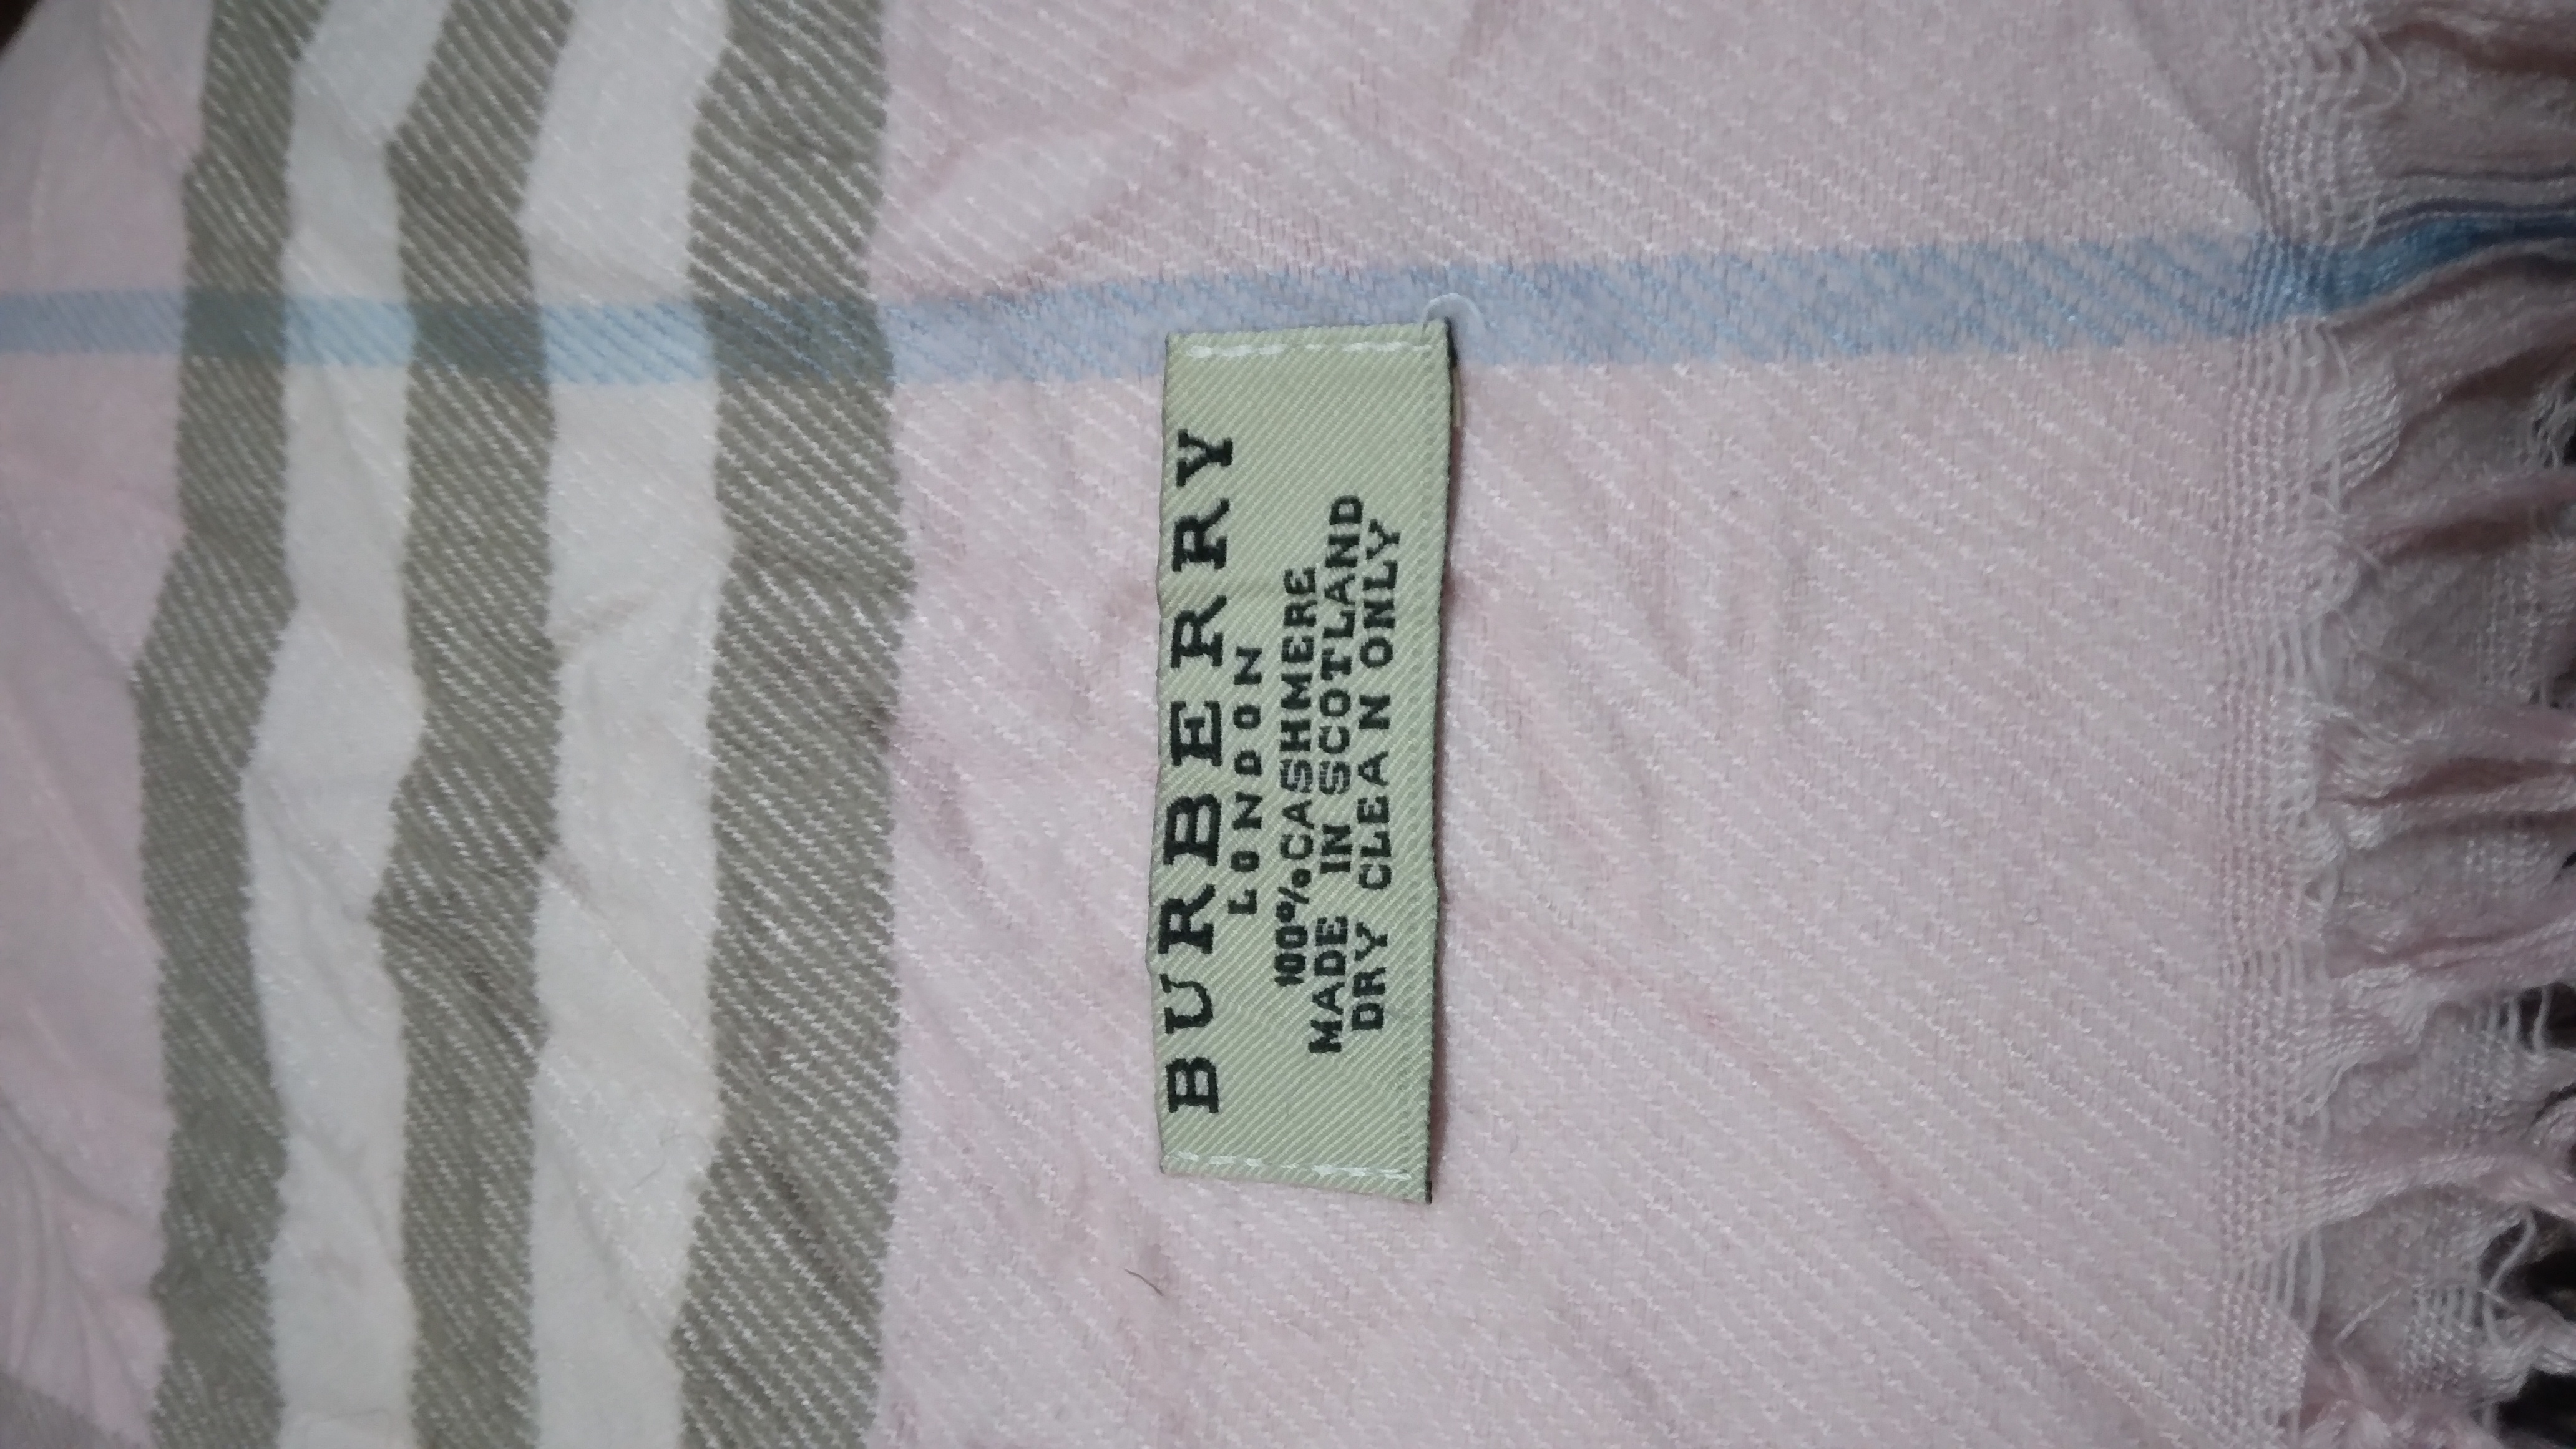 BURBERRY
LONDON
100%CASHMERE
MADE IN SCOTLAND
DRY CLEAN ONLY